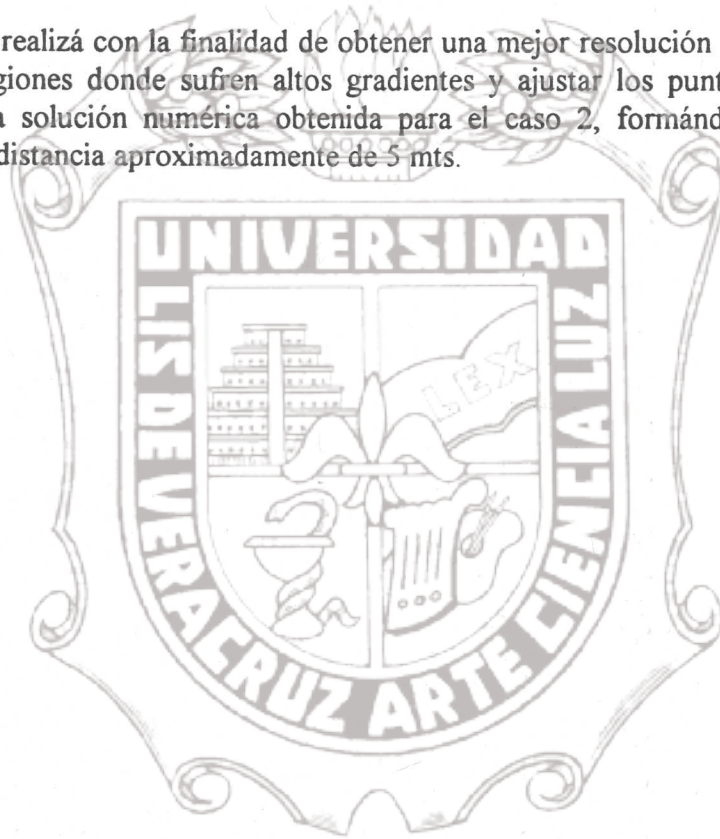 realizá con la finalidad de obtener una mejor resolución
giones donde sufren altos gradientes y ajustar los punt
a solución numérica obtenida para el caso 2, formánd
distancia aproximadamente de 5 mts.
UNIVERSIDAD
LIS DE VERACRUZ ARTE CIENCIA LUZ
LEX